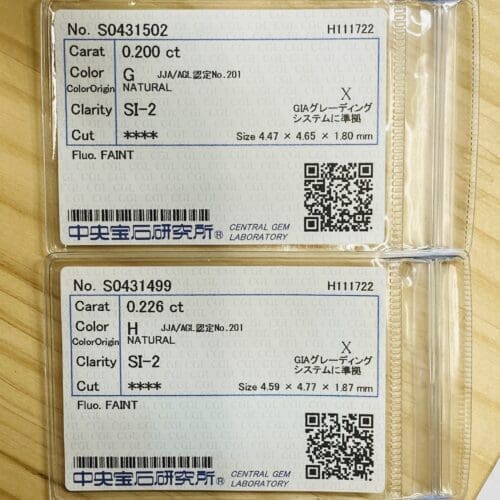 No. S0431502 H111722
Carat 0.200 ct
Color G JJA/AGL認定No.201
ColorOrigin NATURAL
X
Clarity SI-2 GIAグレーディング
システムに準拠
Cut **** Size 4.47 × 4.65 × 1.80 mm
Fluo. FAINT
中央宝石研究所® CENTRAL GEM
LABORATORY
No. S0431499 H111722
Carat 0.226 ct
Color H JJA/AGL認定No.201
ColorOrigin NATURAL
X
Clarity SI-2 GIAグレーディング
システムに準拠
Cut **** Size 4.59 × 4.77 × 1.87 mm
Fluo. FAINT
中央宝石研究所® CENTRAL GEM
LABORATORY